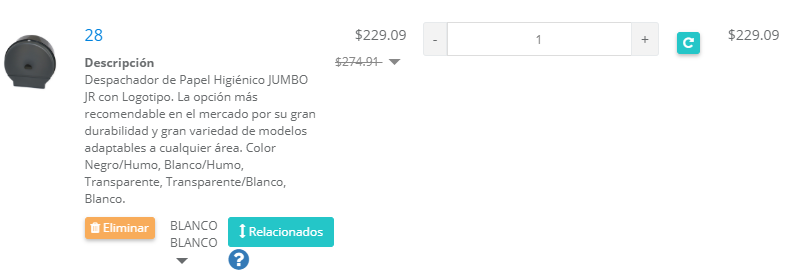 28
$229.09
- 1 +
$229.09
Descripción
$274.91
Despachador de Papel Higiénico JUMBO
JR con Logotipo. La opción más
recomendable en el mercado por su gran
durabilidad y gran variedad de modelos
adaptables a cualquier área. Color
Negro/Humo, Blanco/Humo,
Transparente, Transparente/Blanco,
Blanco.
Eliminar
BLANCO
BLANCO
Relacionados
?